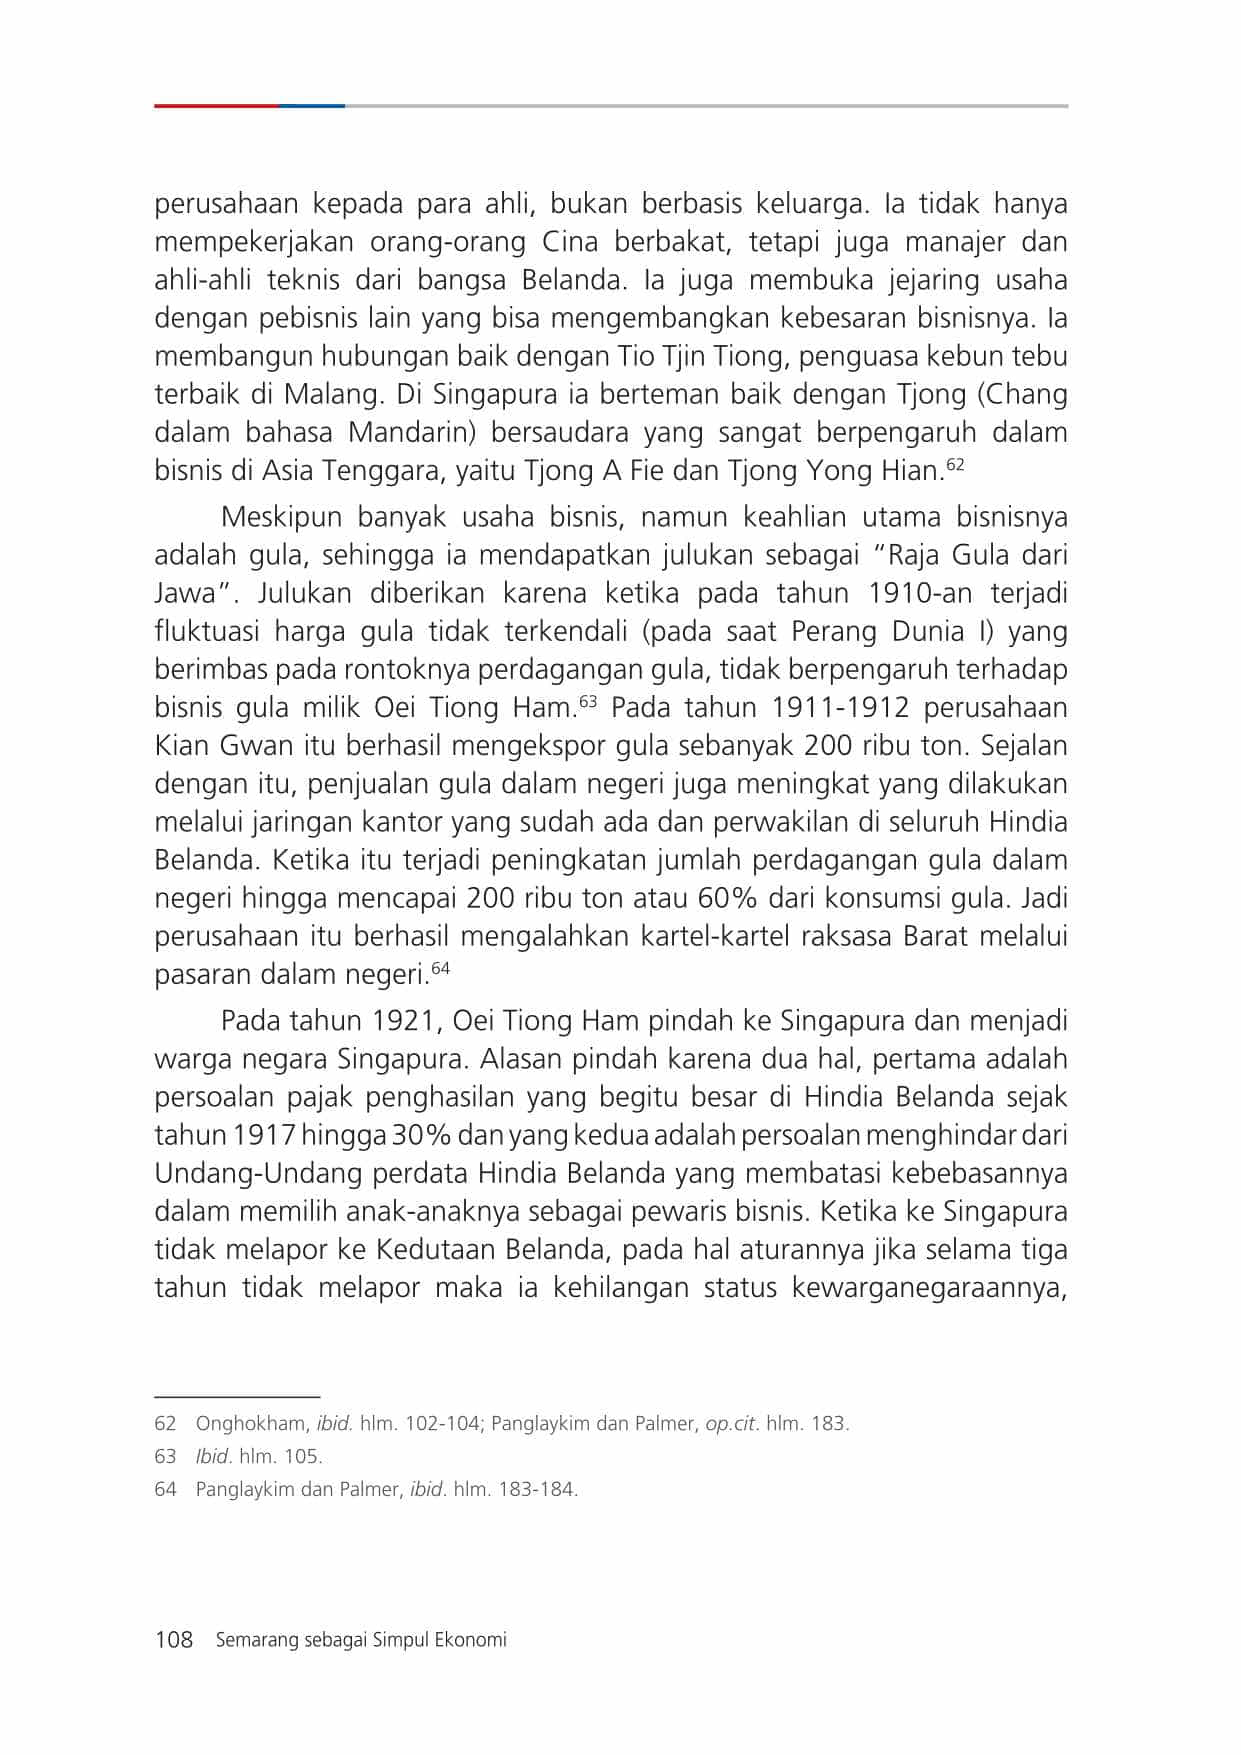 perusahaan kepada para ahli, bukan berbasis keluarga. Ia tidak hanya
mempekerjakan orang-orang Cina berbakat, tetapi juga manajer dan
ahli-ahli teknis dari bangsa Belanda. Ia juga membuka jejaring usaha
dengan pebisnis lain yang bisa mengembangkan kebesaran bisnisnya. Ia
membangun hubungan baik dengan Tio Tjin Tiong, penguasa kebun tebu
terbaik di Malang. Di Singapura ia berteman baik dengan Tjong (Chang
dalam bahasa Mandarin) bersaudara yang sangat berpengaruh dalam
bisnis di Asia Tenggara, yaitu Tjong A Fie dan Tjong Yong Hian.62
Meskipun banyak usaha bisnis, namun keahlian utama bisnisnya
adalah gula, sehingga ia mendapatkan julukan sebagai “Raja Gula dari
Jawa”. Julukan diberikan karena ketika pada tahun 1910-an terjadi
fluktuasi harga gula tidak terkendali (pada saat Perang Dunia I) yang
berimbas pada rontoknya perdagangan gula, tidak berpengaruh terhadap
bisnis gula milik Oei Tiong Ham.63 Pada tahun 1911-1912 perusahaan
Kian Gwan itu berhasil mengekspor gula sebanyak 200 ribu ton. Sejalan
dengan itu, penjualan gula dalam negeri juga meningkat yang dilakukan
melalui jaringan kantor yang sudah ada dan perwakilan di seluruh Hindia
Belanda. Ketika itu terjadi peningkatan jumlah perdagangan gula dalam
negeri hingga mencapai 200 ribu ton atau 60% dari konsumsi gula. Jadi
perusahaan itu berhasil mengalahkan kartel-kartel raksasa Barat melalui
pasaran dalam negeri.64
Pada tahun 1921, Oei Tiong Ham pindah ke Singapura dan menjadi
warga negara Singapura. Alasan pindah karena dua hal, pertama adalah
persoalan pajak penghasilan yang begitu besar di Hindia Belanda sejak
tahun 1917 hingga 30% dan yang kedua adalah persoalan menghindar dari
Undang-Undang perdata Hindia Belanda yang membatasi kebebasannya
dalam memilih anak-anaknya sebagai pewaris bisnis. Ketika ke Singapura
tidak melapor ke Kedutaan Belanda, pada hal aturannya jika selama tiga
tahun tidak melapor maka ia kehilangan status kewarganegaraannya,
62 Onghokham, ibid. hlm. 102-104; Panglaykim dan Palmer, op.cit. hlm. 183.
63 Ibid. hlm. 105.
64 Panglaykim dan Palmer, ibid. hlm. 183-184.
108 Semarang sebagai Simpul Ekonomi